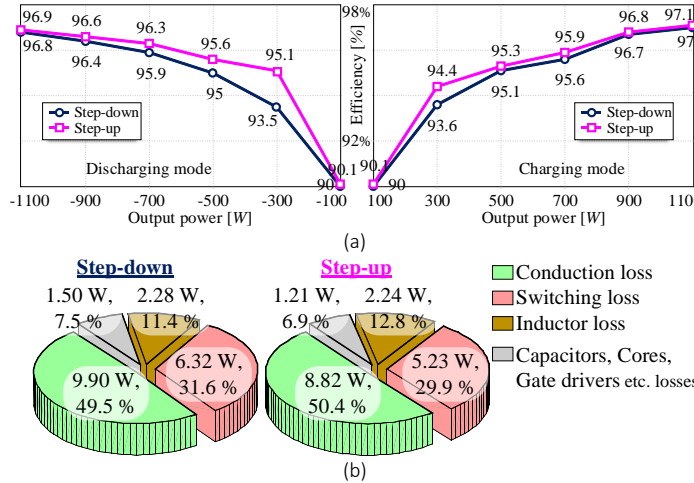 96.9
96.6
96.3
95.6
95.1
96.8
96.4
95.9
95
93.5
90.1
Step-down
Step-up
Discharging mode
-1100
-900
-700
-500
-300
-100
Output power [W]
98%
Efficiency [%]
92%
90.1
90
94.4
95.3
95.9
96.8
97.1
93.6
95.1
95.6
96.7
97
Step-down
Step-up
Charging mode
100
300
500
700
900
1100
Output power [W]
(a)
Step-down
1.50 W,
7.5 %
2.28 W,
11.4 %
6.32 W,
31.6 %
9.90 W,
49.5 %
Step-up
1.21 W,
6.9 %
2.24 W,
12.8 %
5.23 W,
29.9 %
8.82 W,
50.4 %
Conduction loss
Switching loss
Inductor loss
Capacitors, Cores,
Gate drivers etc. losses
(b)